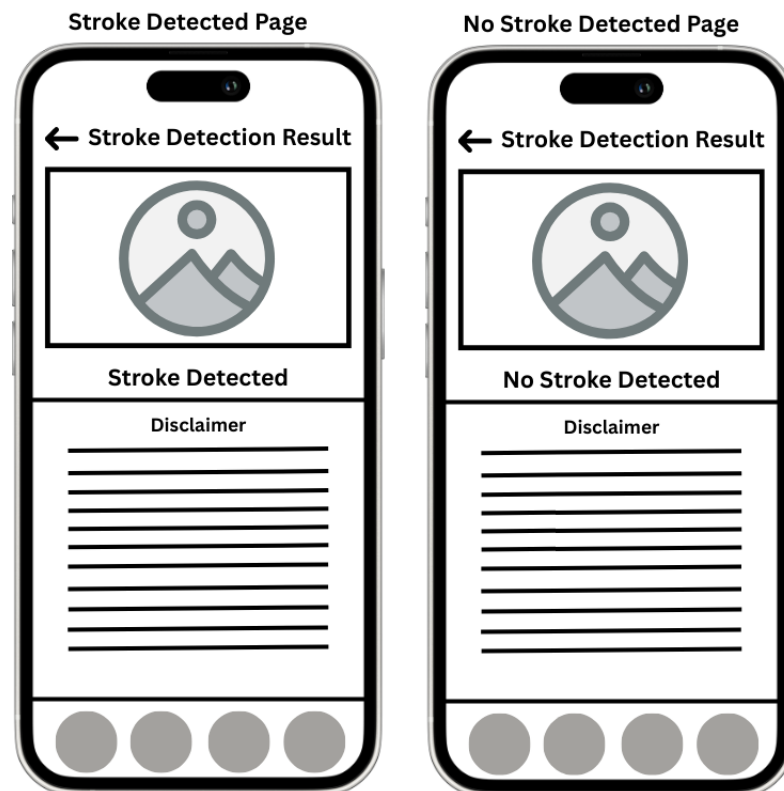 Stroke Detected Page
Stroke Detection Result
Stroke Detected
Disclaimer
No Stroke Detected Page
Stroke Detection Result
No Stroke Detected
Disclaimer